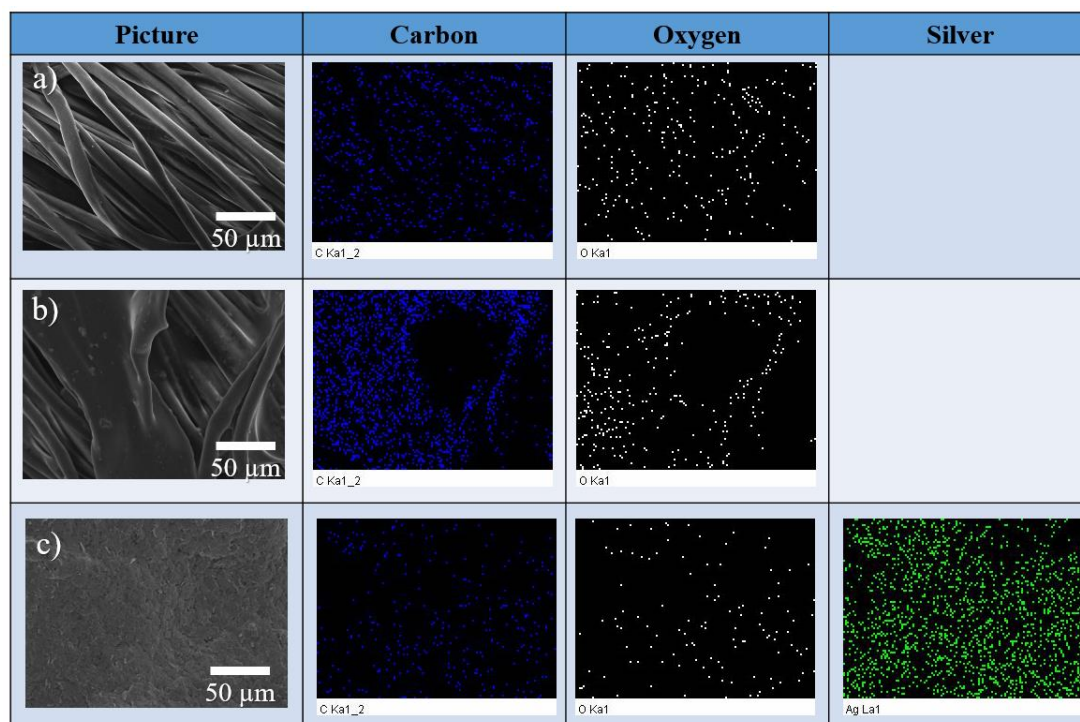 Picture Carbon Oxygen Silver
a)
50 µm
C Ka1_2
O Ka1
b)
50 µm
C Ka1_2
O Ka1
c)
50 µm
C Ka1_2
O Ka1
Ag La1